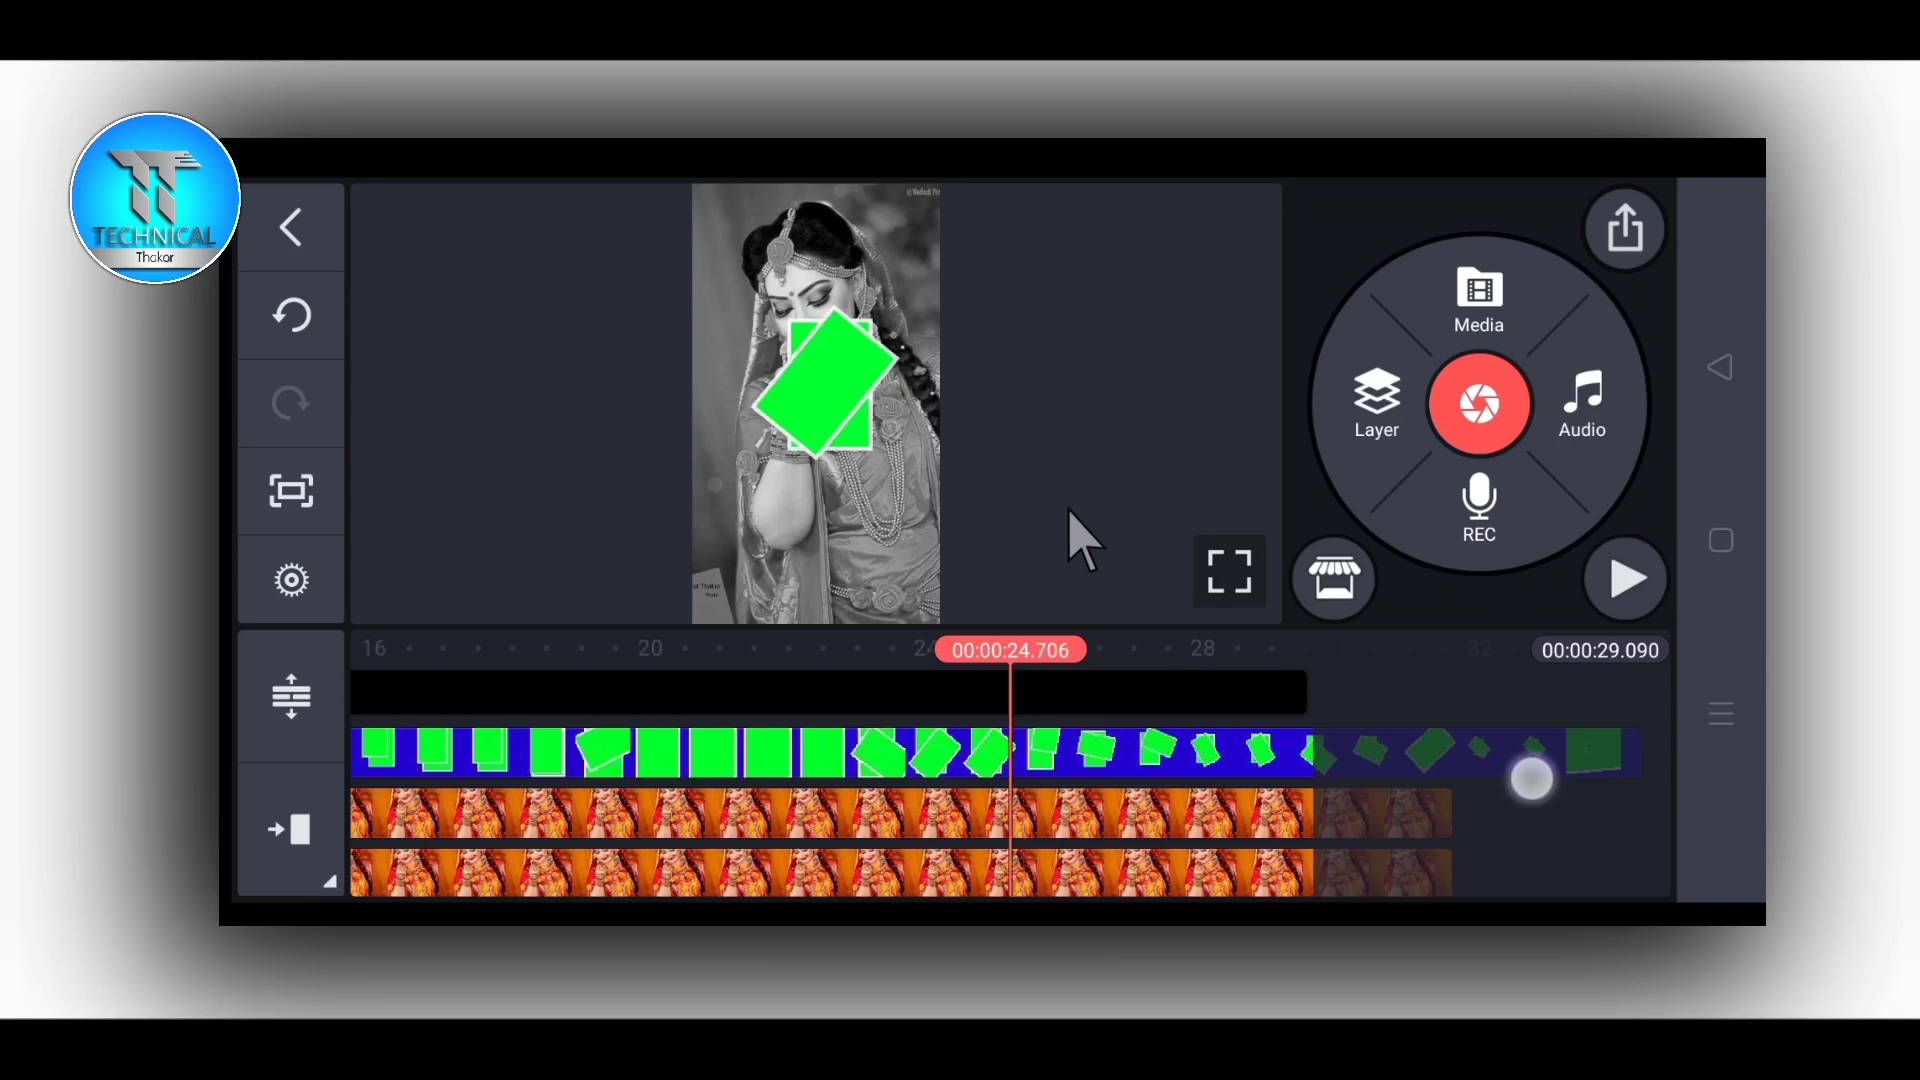 TECHNICAL
Thakor
Media
Layer
Audio
REC
16
20
24
00:00:24.706
28
32
00:00:29.090